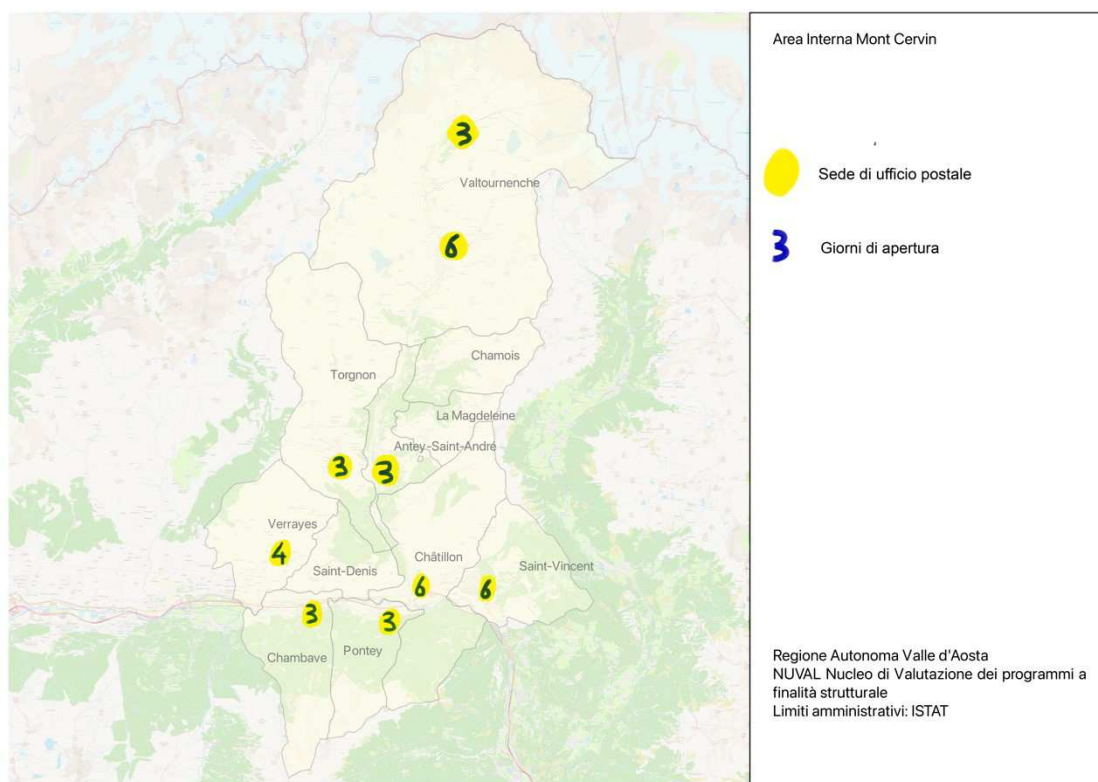 Area Interna Mont Cervin
3
Valtournenche
Sede di ufficio postale
6
3 Giorni di apertura
Chamois
Torgnon
La Magdeleine
Antey-Saint-André
3
3
Verrayes
4
Châtillon
Saint-Vincent
Saint-Denis
6
6
3
3
Chambave
Pontey
Regione Autonoma Valle d'Aosta
NUVAL Nucleo di Valutazione dei programmi a
finalità strutturale
Limiti amministrativi: ISTAT